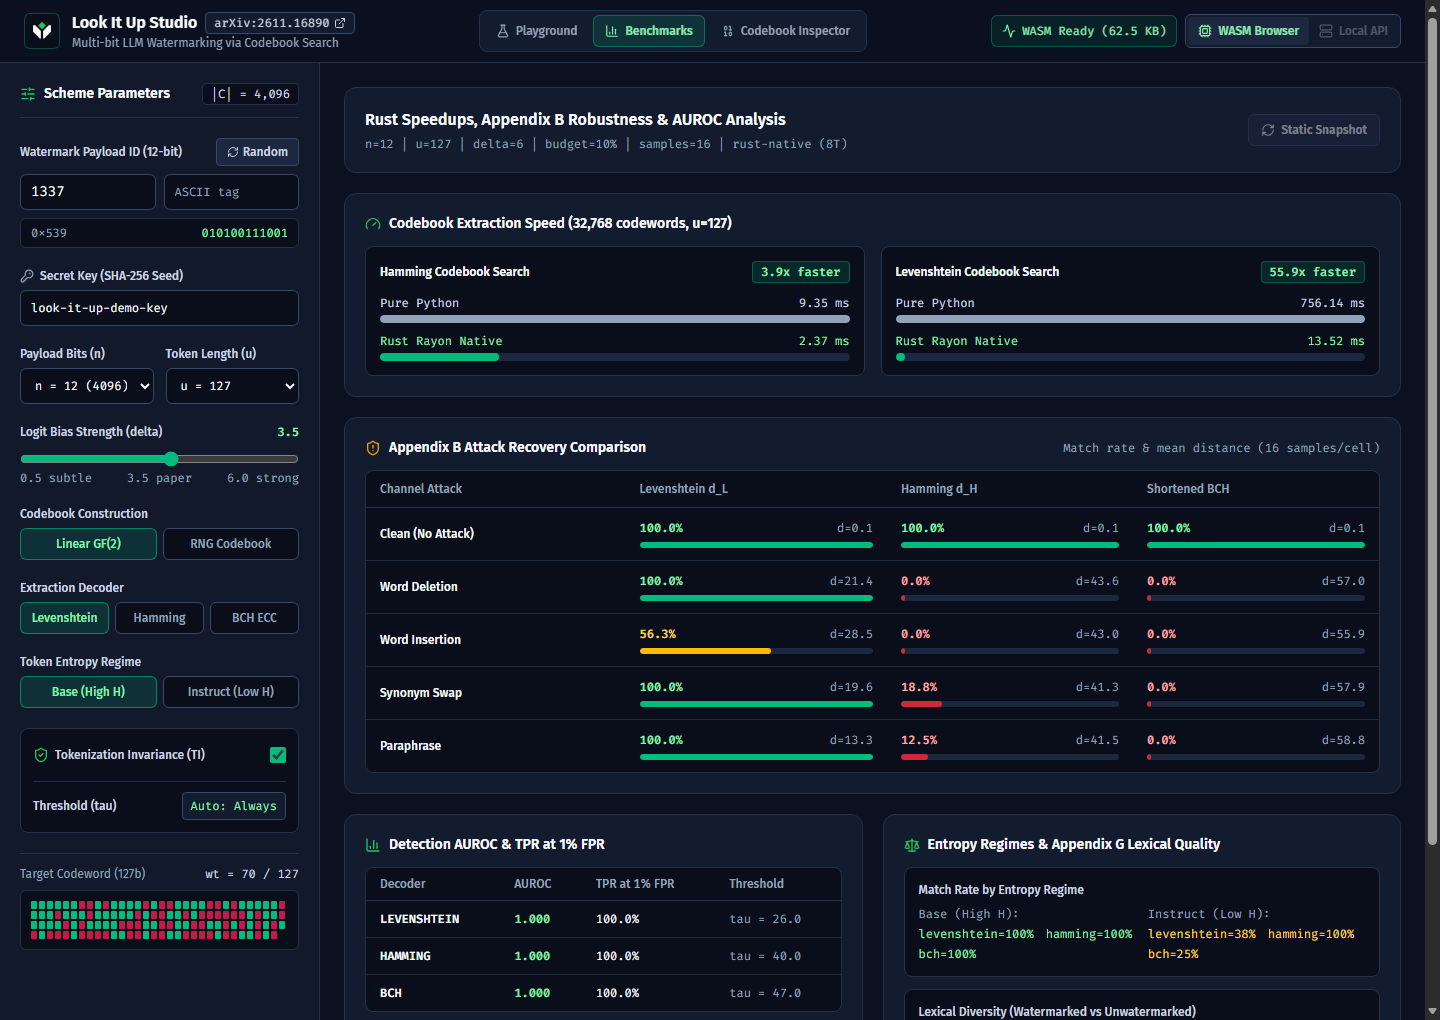 Look It Up Studio arXiv:2611.16890
Multi-bit LLM Watermarking via Codebook Search
Playground Benchmarks Codebook Inspector
WASM Ready (62.5 KB) WASM Browser Local API
Scheme Parameters |C| = 4,096
Watermark Payload ID (12-bit) Random
1337 ASCII tag
0×539 010100111001
Secret Key (SHA-256 Seed)
look-it-up-demo-key
Payload Bits (n) Token Length (u)
n = 12 (4096) u = 127
Logit Bias Strength (delta) 3.5
0.5 subtle 3.5 paper 6.0 strong
Codebook Construction
Linear GF(2) RNG Codebook
Extraction Decoder
Levenshtein Hamming BCH ECC
Token Entropy Regime
Base (High H) Instruct (Low H)
Tokenization Invariance (TI)
Threshold (tau) Auto: Always
Target Codeword (127b) wt = 70 / 127
Rust Speedups, Appendix B Robustness & AUROC Analysis
n=12 | u=127 | delta=6 | budget=10% | samples=16 | rust-native (8T)
Static Snapshot
Codebook Extraction Speed (32,768 codewords, u=127)
Hamming Codebook Search 3.9x faster
Pure Python 9.35 ms
Rust Rayon Native 2.37 ms
Levenshtein Codebook Search 55.9x faster
Pure Python 756.14 ms
Rust Rayon Native 13.52 ms
Appendix B Attack Recovery Comparison Match rate & mean distance (16 samples/cell)
Channel Attack Levenshtein d_L Hamming d_H Shortened BCH
Clean (No Attack) 100.0% d=0.1 100.0% d=0.1 100.0% d=0.1
Word Deletion 100.0% d=21.4 0.0% d=43.6 0.0% d=57.0
Word Insertion 56.3% d=28.5 0.0% d=43.0 0.0% d=55.9
Synonym Swap 100.0% d=19.6 18.8% d=41.3 0.0% d=57.9
Paraphrase 100.0% d=13.3 12.5% d=41.5 0.0% d=58.8
Detection AUROC & TPR at 1% FPR
Decoder AUROC TPR at 1% FPR Threshold
LEVENSHTEIN 1.000 100.0% tau = 26.0
HAMMING 1.000 100.0% tau = 40.0
BCH 1.000 100.0% tau = 47.0
Entropy Regimes & Appendix G Lexical Quality
Match Rate by Entropy Regime
Base (High H): Instruct (Low H):
levenshtein=100% hamming=100% levenshtein=38% hamming=100%
bch=100% bch=25%
Lexical Diversity (Watermarked vs Unwatermarked)